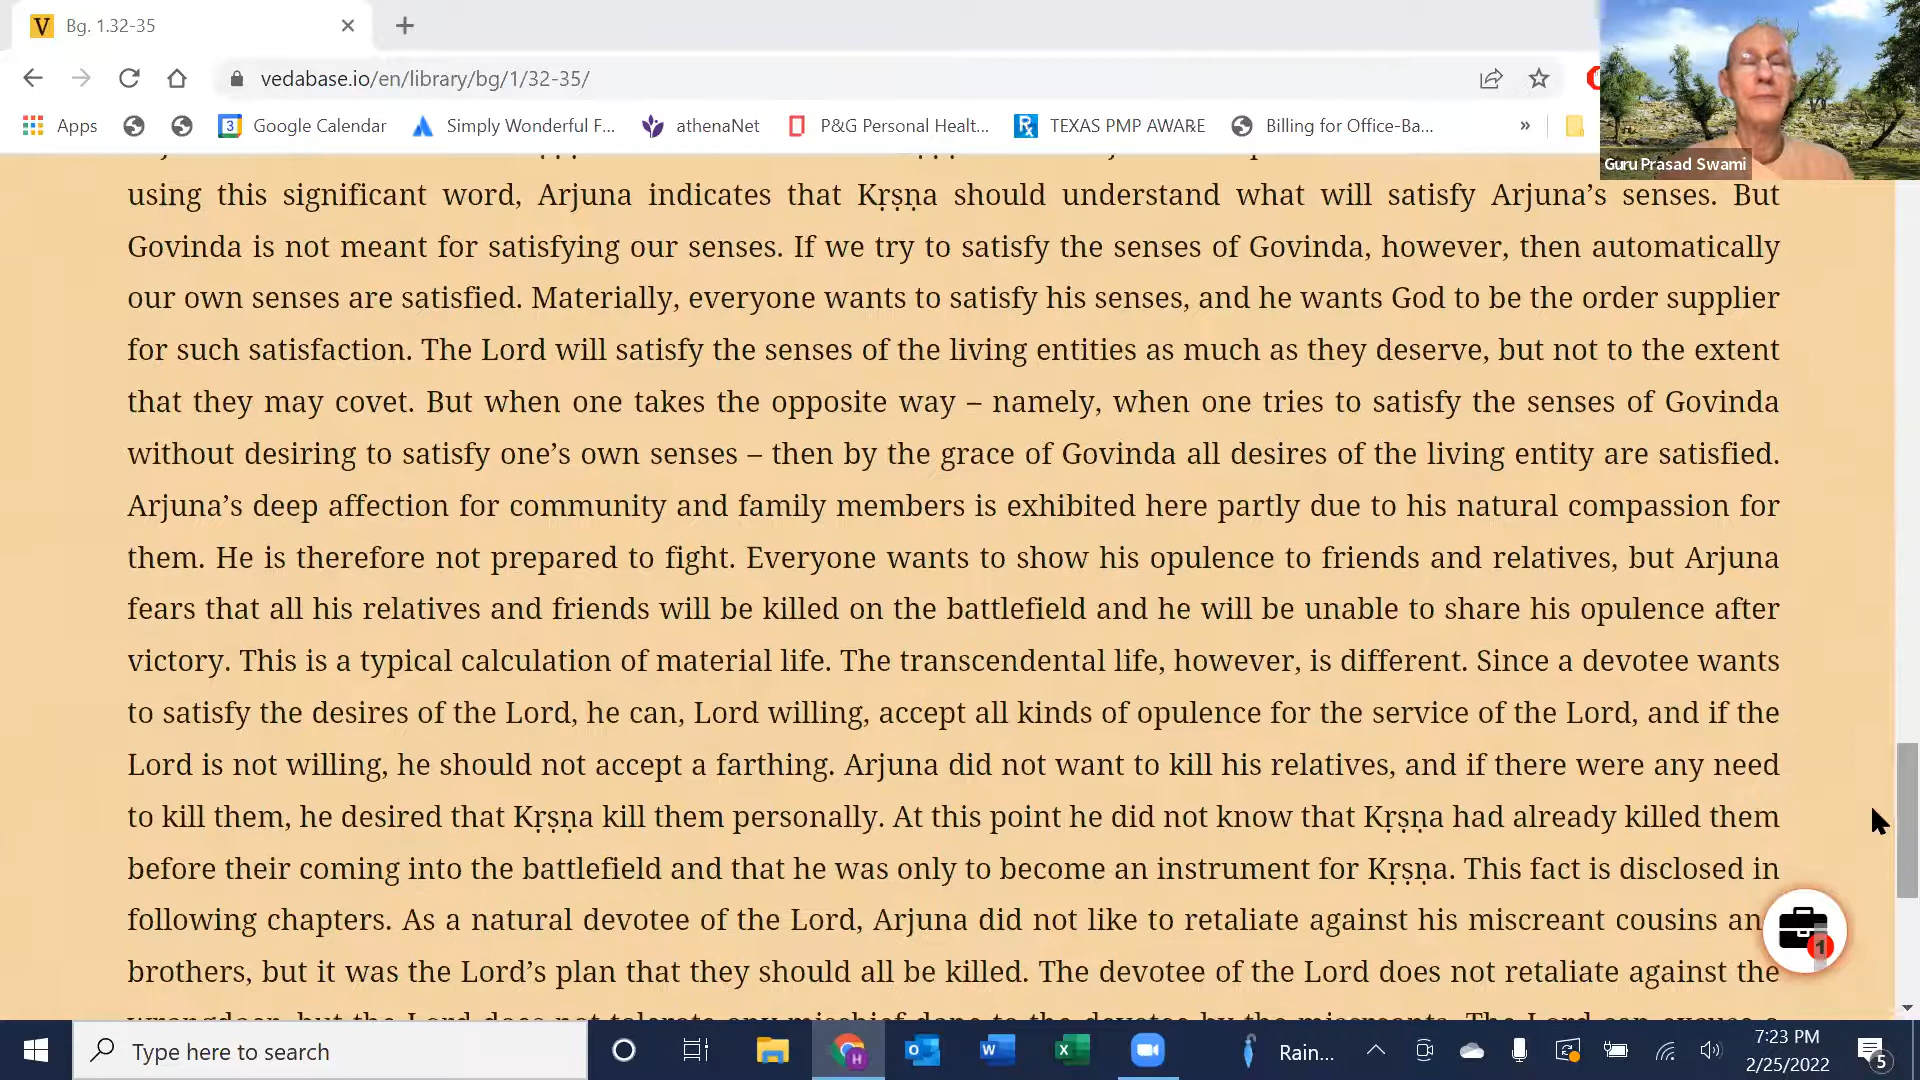 Bg. 1.32-35
vedabase.io/en/library/bg/1/32-35/
Apps
3
Google Calendar
Simply Wonderful F...
athenaNet
P&G Personal Healt...
Rx
TEXAS PMP AWARE
Billing for Office-Ba...
»
Guru Prasad Swami
using this significant word, Arjuna indicates that Kṛṣṇa should understand what will satisfy Arjuna’s senses. But
Govinda is not meant for satisfying our senses. If we try to satisfy the senses of Govinda, however, then automatically
our own senses are satisfied. Materially, everyone wants to satisfy his senses, and he wants God to be the order supplier
for such satisfaction. The Lord will satisfy the senses of the living entities as much as they deserve, but not to the extent
that they may covet. But when one takes the opposite way – namely, when one tries to satisfy the senses of Govinda
without desiring to satisfy one’s own senses – then by the grace of Govinda all desires of the living entity are satisfied.
Arjuna’s deep affection for community and family members is exhibited here partly due to his natural compassion for
them. He is therefore not prepared to fight. Everyone wants to show his opulence to friends and relatives, but Arjuna
fears that all his relatives and friends will be killed on the battlefield and he will be unable to share his opulence after
victory. This is a typical calculation of material life. The transcendental life, however, is different. Since a devotee wants
to satisfy the desires of the Lord, he can, Lord willing, accept all kinds of opulence for the service of the Lord, and if the
Lord is not willing, he should not accept a farthing. Arjuna did not want to kill his relatives, and if there were any need
to kill them, he desired that Kṛṣṇa kill them personally. At this point he did not know that Kṛṣṇa had already killed them
before their coming into the battlefield and that he was only to become an instrument for Kṛṣṇa. This fact is disclosed in
following chapters. As a natural devotee of the Lord, Arjuna did not like to retaliate against his miscreant cousins an
brothers, but it was the Lord’s plan that they should all be killed. The devotee of the Lord does not retaliate against the
1
Type here to search
Rain...
7:23 PM
2/25/2022
5